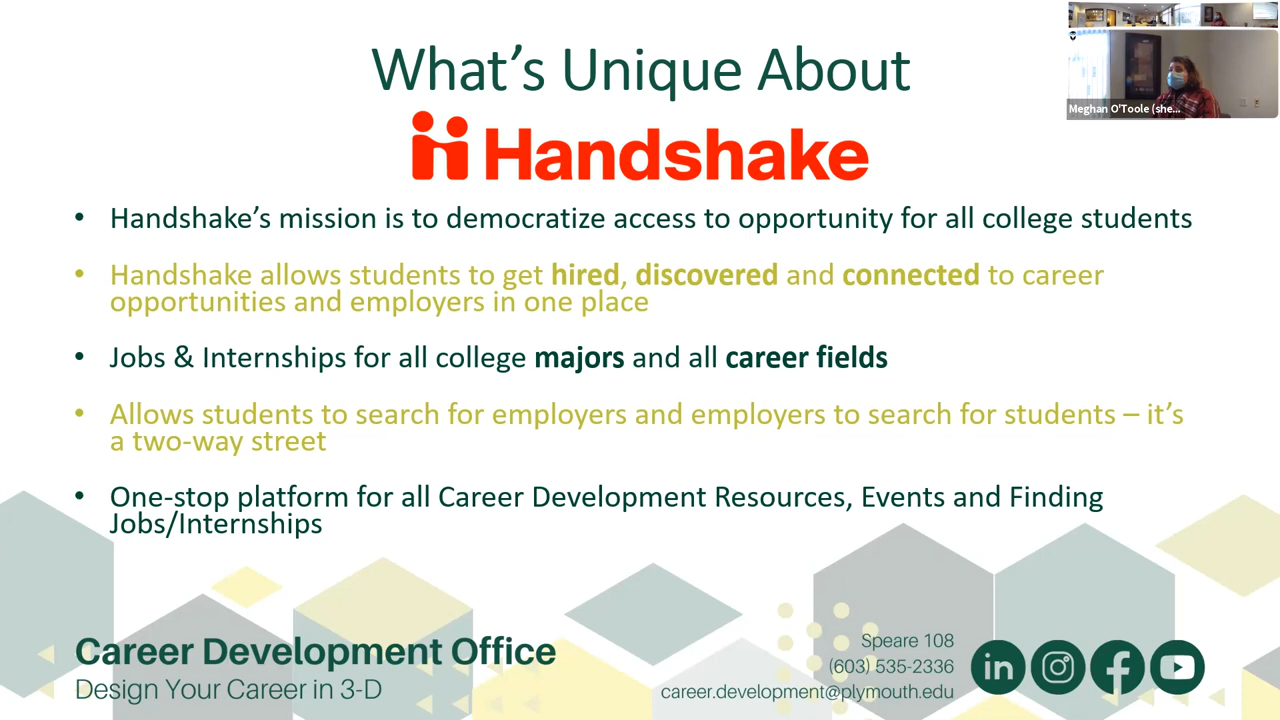 What's Unique About
Handshake
Meghan O'Toole (she...
• Handshake's mission is to democratize access to opportunity for all college students
• Handshake allows students to get hired, discovered and connected to career
opportunities and employers in one place
• Jobs & Internships for all college majors and all career fields
• Allows students to search for employers and employers to search for students – it's
a two-way street
• One-stop platform for all Career Development Resources, Events and Finding
Jobs/Internships
Career Development Office
Design Your Career in 3-D
Speare 108
(603) 535-2336
career.development@plymouth.edu
in